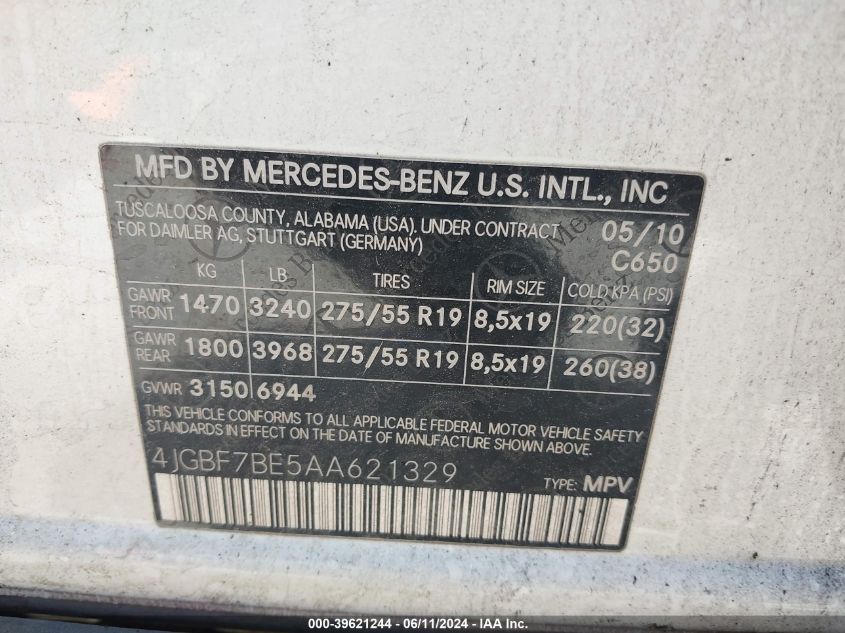 MFD BY MERCEDES-BENZ U.S. INTL., INC
TUSCALOOSA COUNTY, ALABAMA (USA). UNDER CONTRACT 05/10
FOR DAIMLER AG, STUTTGART (GERMANY) C650
KG LB TIRES RIM SIZE COLD KPA (PSI)
GAWR FRONT 1470 3240 275/55 R19 8,5x19 220(32)
GAWR REAR 1800 3968 275/55 R19 8,5x19 260(38)
GVWR 3150 6944
THIS VEHICLE CONFORMS TO ALL APPLICABLE FEDERAL MOTOR VEHICLE SAFETY
STANDARDS IN EFFECT ON THE DATE OF MANUFACTURE SHOWN ABOVE.
4JGBF7BE5AA621329 TYPE: MPV
000-39621244 - 06/11/2024 - IAA Inc.